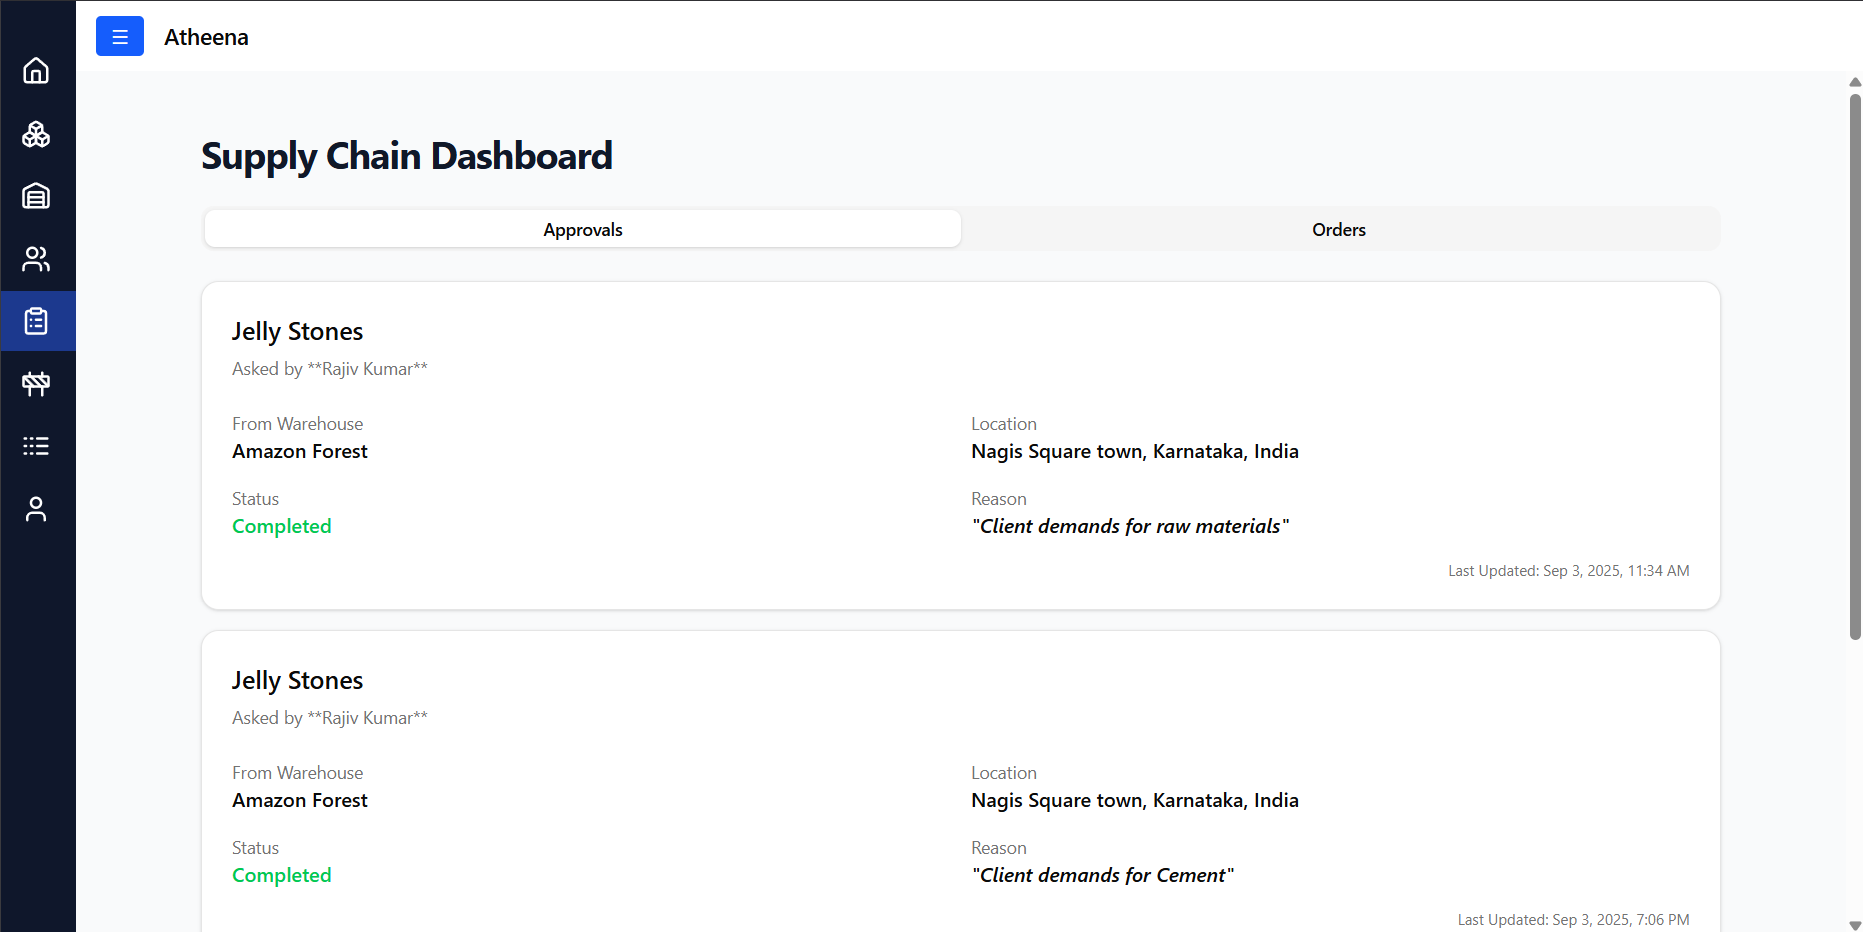 Atheena
Supply Chain Dashboard
Approvals
Orders
Jelly Stones
Asked by **Rajiv Kumar**
From Warehouse
Amazon Forest
Location
Nagis Square town, Karnataka, India
Status
Completed
Reason
"Client demands for raw materials"
Last Updated: Sep 3, 2025, 11:34 AM
Jelly Stones
Asked by **Rajiv Kumar**
From Warehouse
Amazon Forest
Location
Nagis Square town, Karnataka, India
Status
Completed
Reason
"Client demands for Cement"
Last Updated: Sep 3, 2025, 7:06 PM